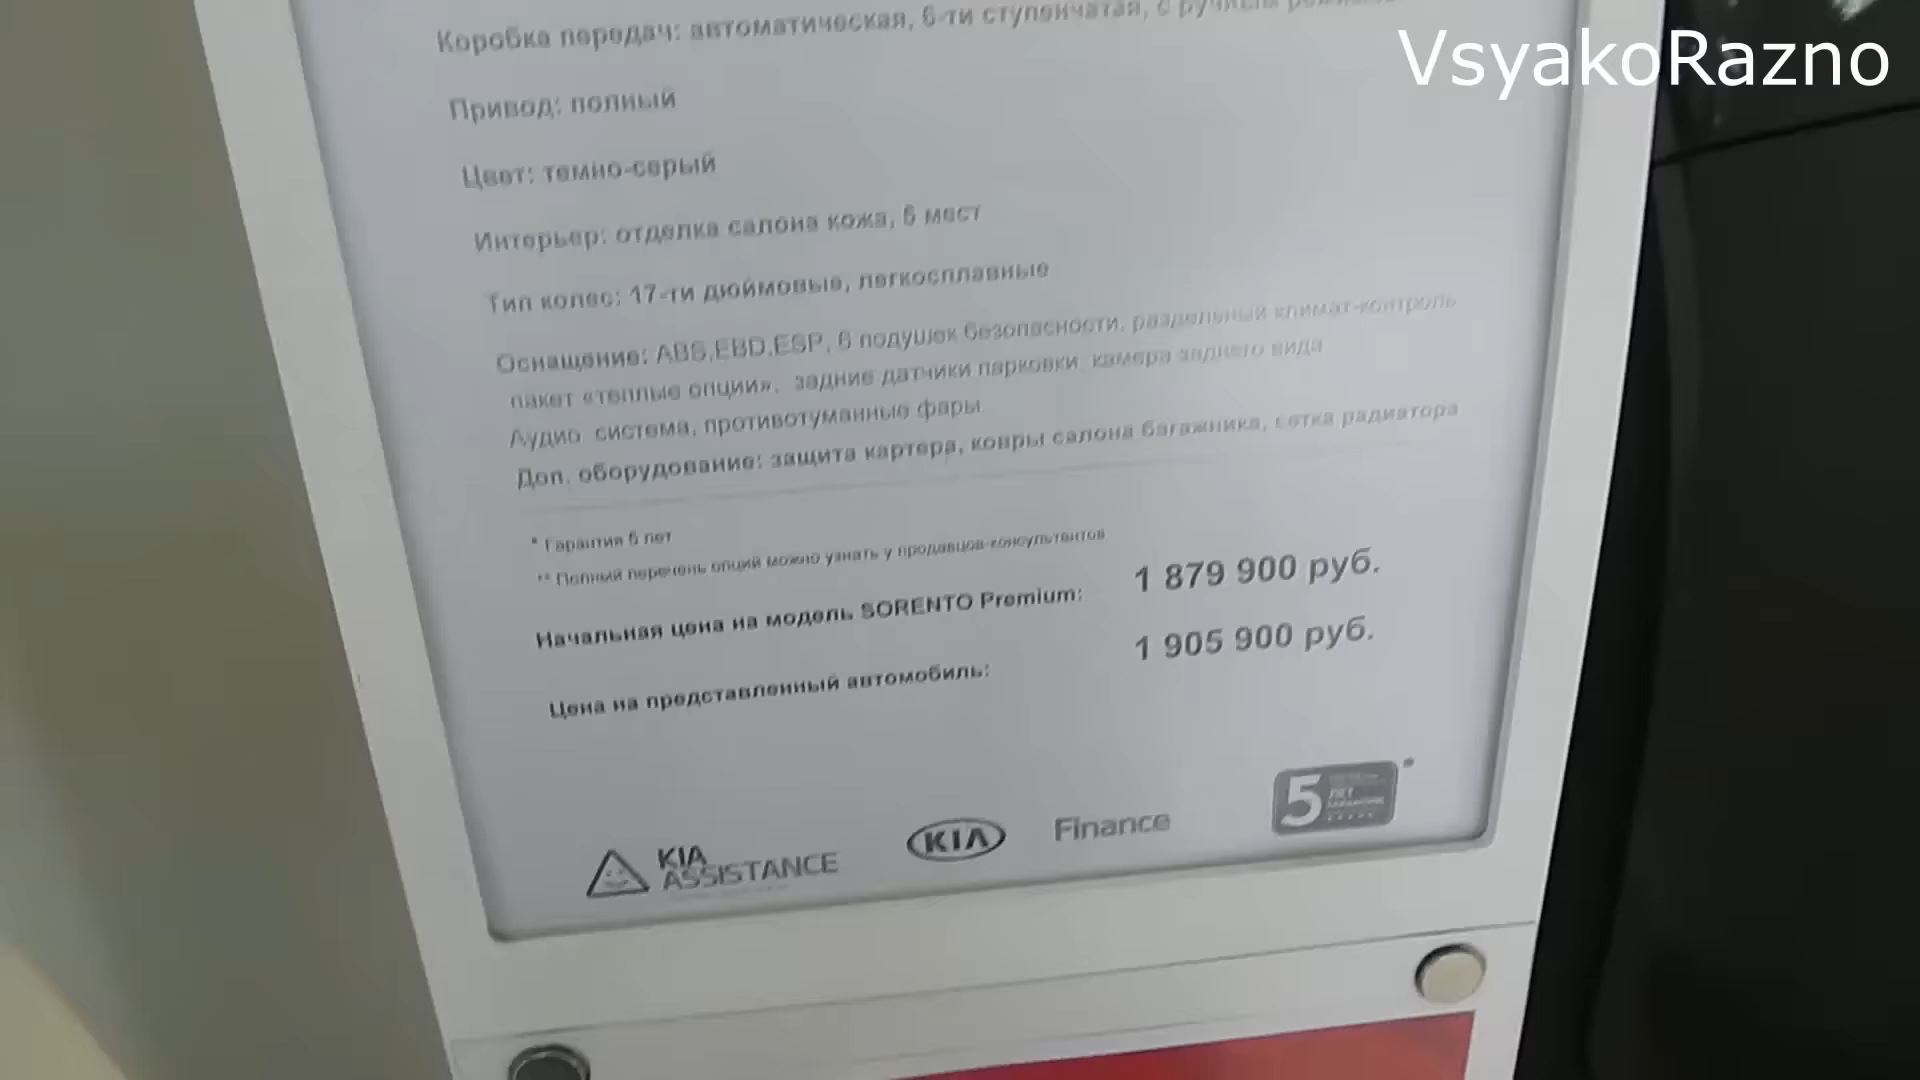 VsyakoRazno
Коробка передач: автоматическая, 6-ти ступенчатая, с ручным
Привод: полный
Цвет: темно-серый
Интерьер: отделка салона кожа, 5 мест
Тип колес: 17-ти дюймовые, легкосплавные
Оснащение: ABS,EBD,ESP, 6 подушек безопасности, раздельный климат-контроль
пакет «теплые опции», задние датчики парковки, камера заднего вида
Аудио система, противотуманные фары
Доп. оборудование: защита картера, ковры салона багажника, сетка радиатора
* Гарантия 5 лет
** Полный перечень опций можно узнать у продавцов-консультентов
Начальная цена на модель SORENTO Premium: 1 879 900 руб.
Цена на представленный автомобиль: 1 905 900 руб.
KIA
ASSISTANCE
KIA Finance
5 ЛЕТ *